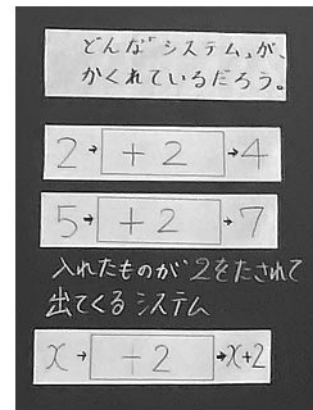 どんな“システム”が、
かくれているだろう。
2→ +2 →4
5→ +2 →7
入れたものが2をたされて
出てくるシステム
x→ +2 →x+2